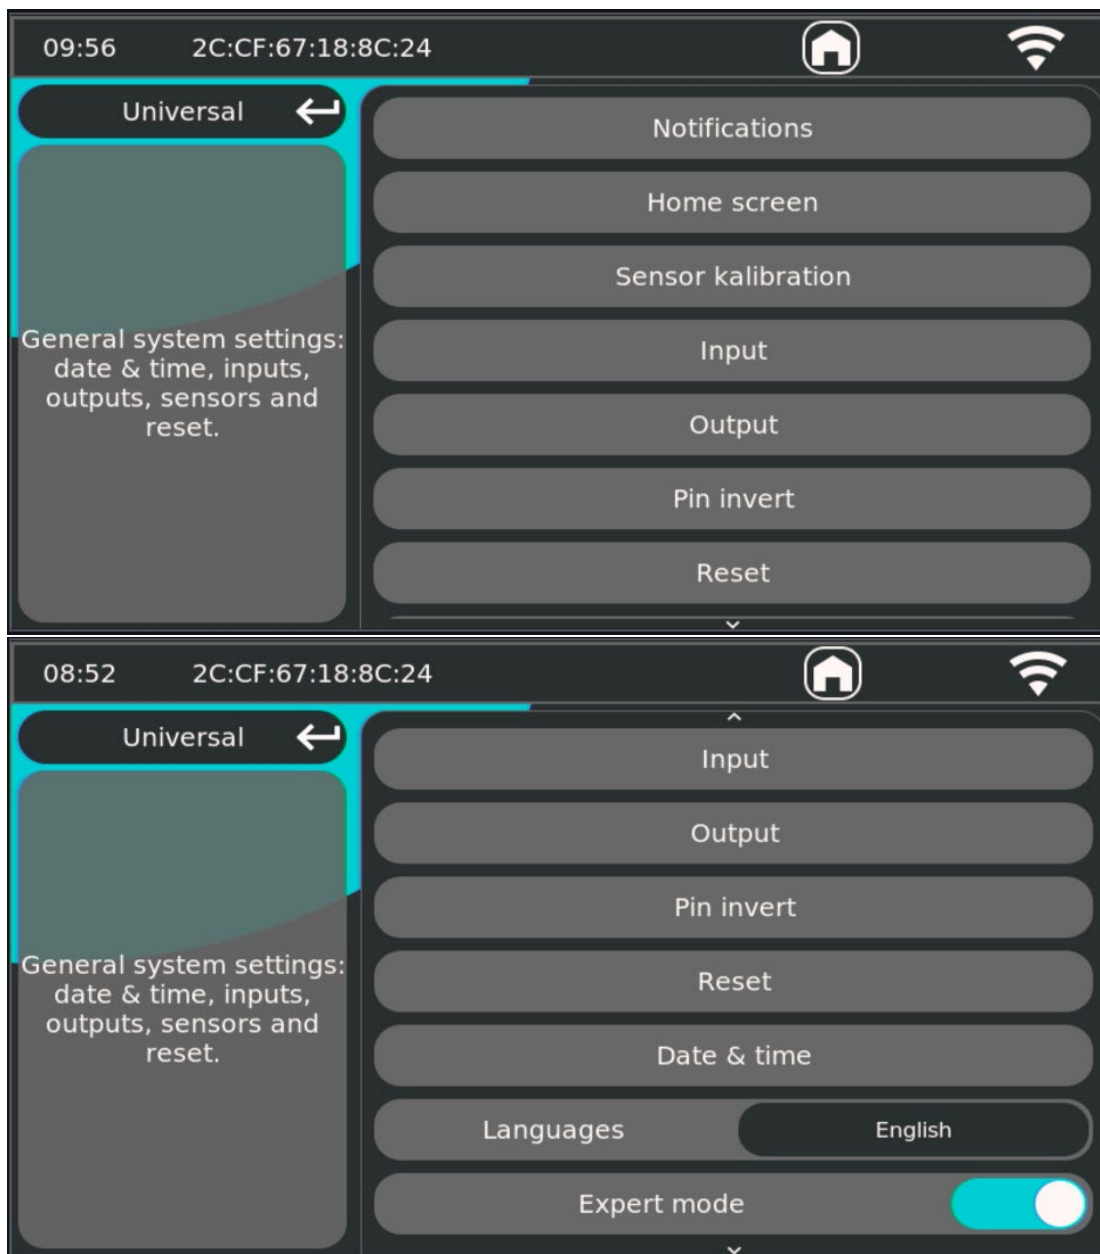 09:56 2C:CF:67:18:8C:24
Universal
General system settings:
date & time, inputs,
outputs, sensors and
reset.
Notifications
Home screen
Sensor kalibration
Input
Output
Pin invert
Reset
08:52 2C:CF:67:18:8C:24
Universal
General system settings:
date & time, inputs,
outputs, sensors and
reset.
Input
Output
Pin invert
Reset
Date & time
Languages English
Expert mode